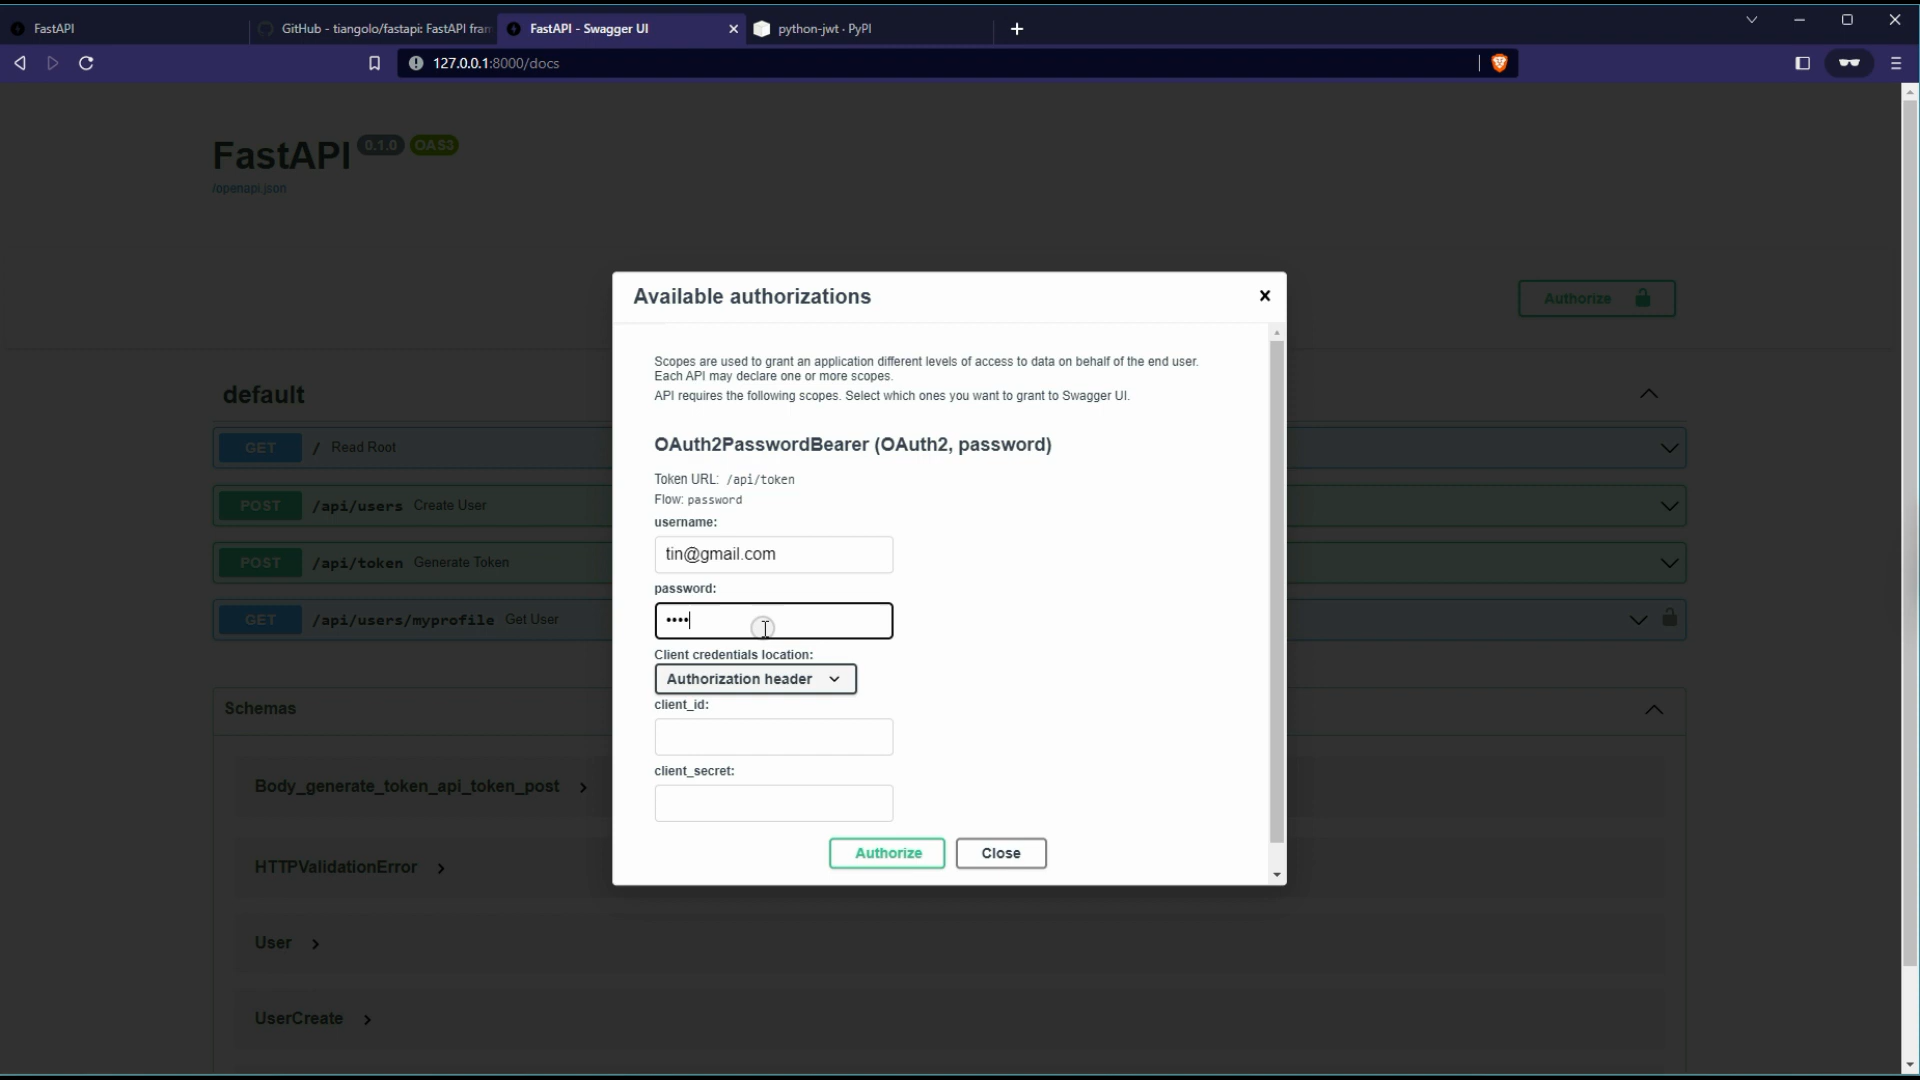 FastAPI
GitHub - tiangolo/fastapi: FastAPI fram
FastAPI - Swagger UI
python-jwt · PyPI
127.0.0.1:8000/docs
FastAPI 0.1.0 OAS3
/openapi.json
Authorize
default
GET / Read Root
POST /api/users Create User
POST /api/token Generate Token
GET /api/users/myprofile Get User
Schemas
Body_generate_token_api_token_post
HTTPValidationError
User
UserCreate
Available authorizations
Scopes are used to grant an application different levels of access to data on behalf of the end user.
Each API may declare one or more scopes.
API requires the following scopes. Select which ones you want to grant to Swagger UI.
OAuth2PasswordBearer (OAuth2, password)
Token URL: /api/token
Flow: password
username:
tin@gmail.com
password:
••••
Client credentials location:
Authorization header
client_id:
client_secret:
Authorize Close